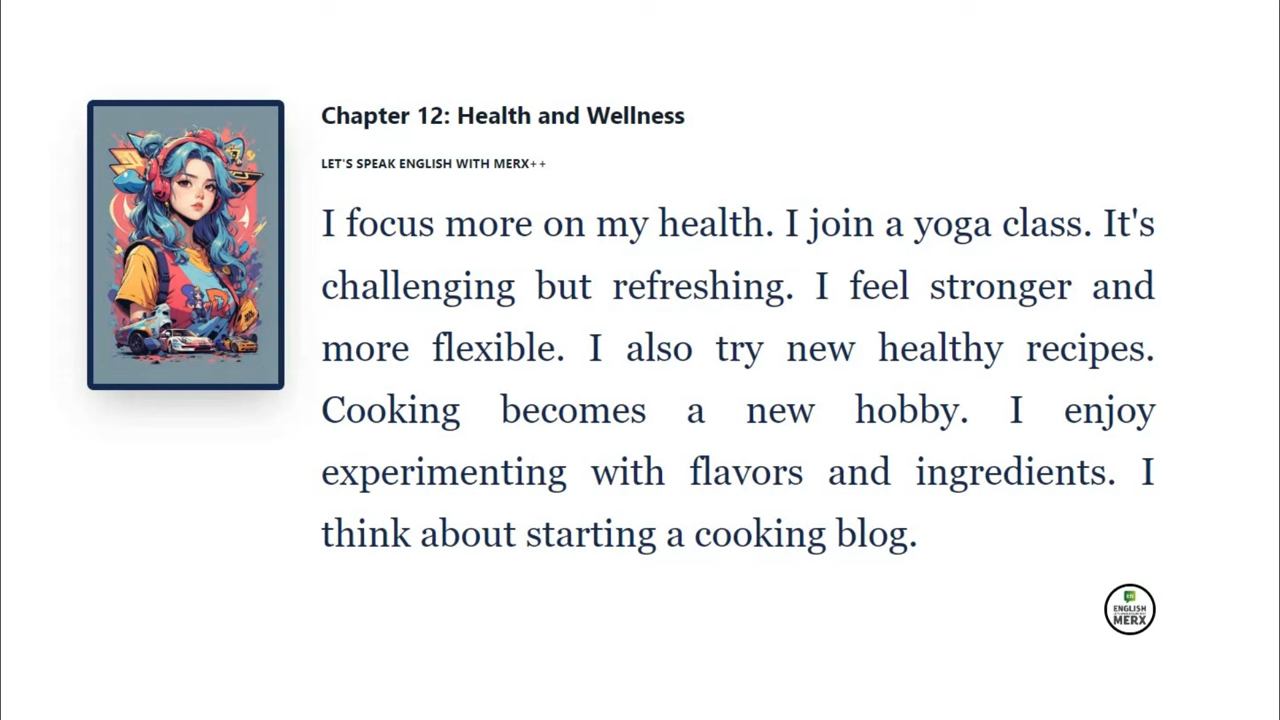 Chapter 12: Health and Wellness
LET'S SPEAK ENGLISH WITH MERX++
I focus more on my health. I join a yoga class. It's
challenging but refreshing. I feel stronger and
more flexible. I also try new healthy recipes.
Cooking becomes a new hobby. I enjoy
experimenting with flavors and ingredients. I
think about starting a cooking blog.
ENGLISH
MERX